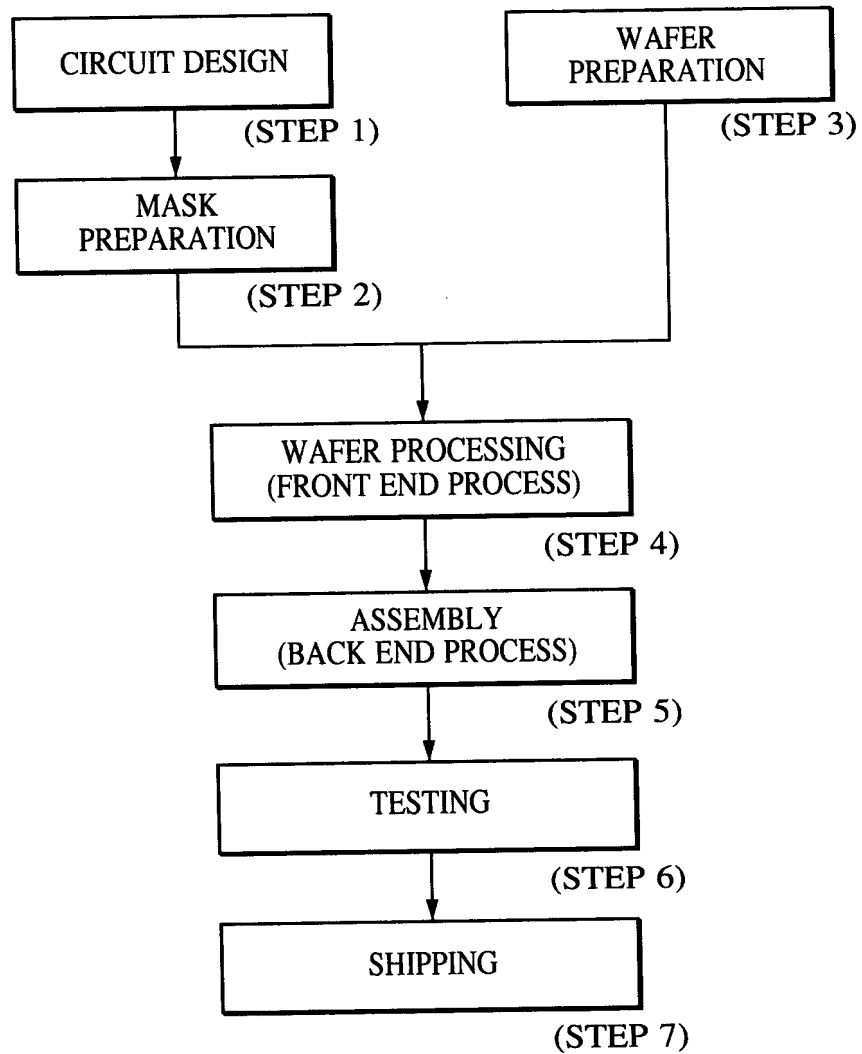 CIRCUIT DESIGN
(STEP 1)
MASK
PREPARATION
(STEP 2)
WAFER
PREPARATION
(STEP 3)
WAFER PROCESSING
(FRONT END PROCESS)
(STEP 4)
ASSEMBLY
(BACK END PROCESS)
(STEP 5)
TESTING
(STEP 6)
SHIPPING
(STEP 7)